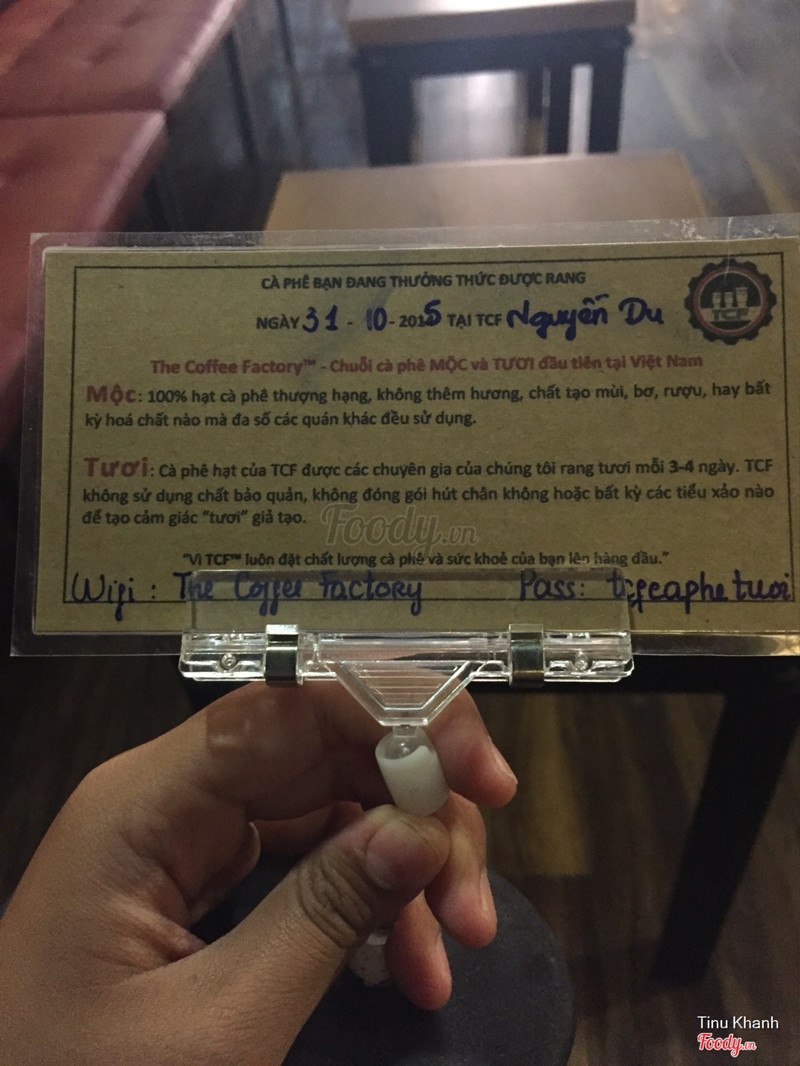 CÀ PHÊ BẠN ĐANG THƯỞNG THỨC ĐƯỢC RANG
NGÀY 31 - 10 - 2015 TẠI TCF Nguyễn Du
TCF
The Coffee Factory™ - Chuỗi cà phê MỘC và TƯƠI đầu tiên tại Việt Nam
Mộc: 100% hạt cà phê thượng hạng, không thêm hương, chất tạo mùi, bơ, rượu, hay bất
kỳ hoá chất nào mà đa số các quán khác đều sử dụng.
Tươi: Cà phê hạt của TCF được các chuyên gia của chúng tôi rang tươi mỗi 3-4 ngày. TCF
không sử dụng chất bảo quản, không đóng gói hút chân không hoặc bất kỳ các tiểu xảo nào
để tạo cảm giác "tươi" giả tạo.
Foody.vn
"Vì TCF™ luôn đặt chất lượng cà phê và sức khoẻ của bạn lên hàng đầu."
Wifi : The Coffee Factory Pass: tcfcaphetuoi
Tinu Khanh
Foody.vn